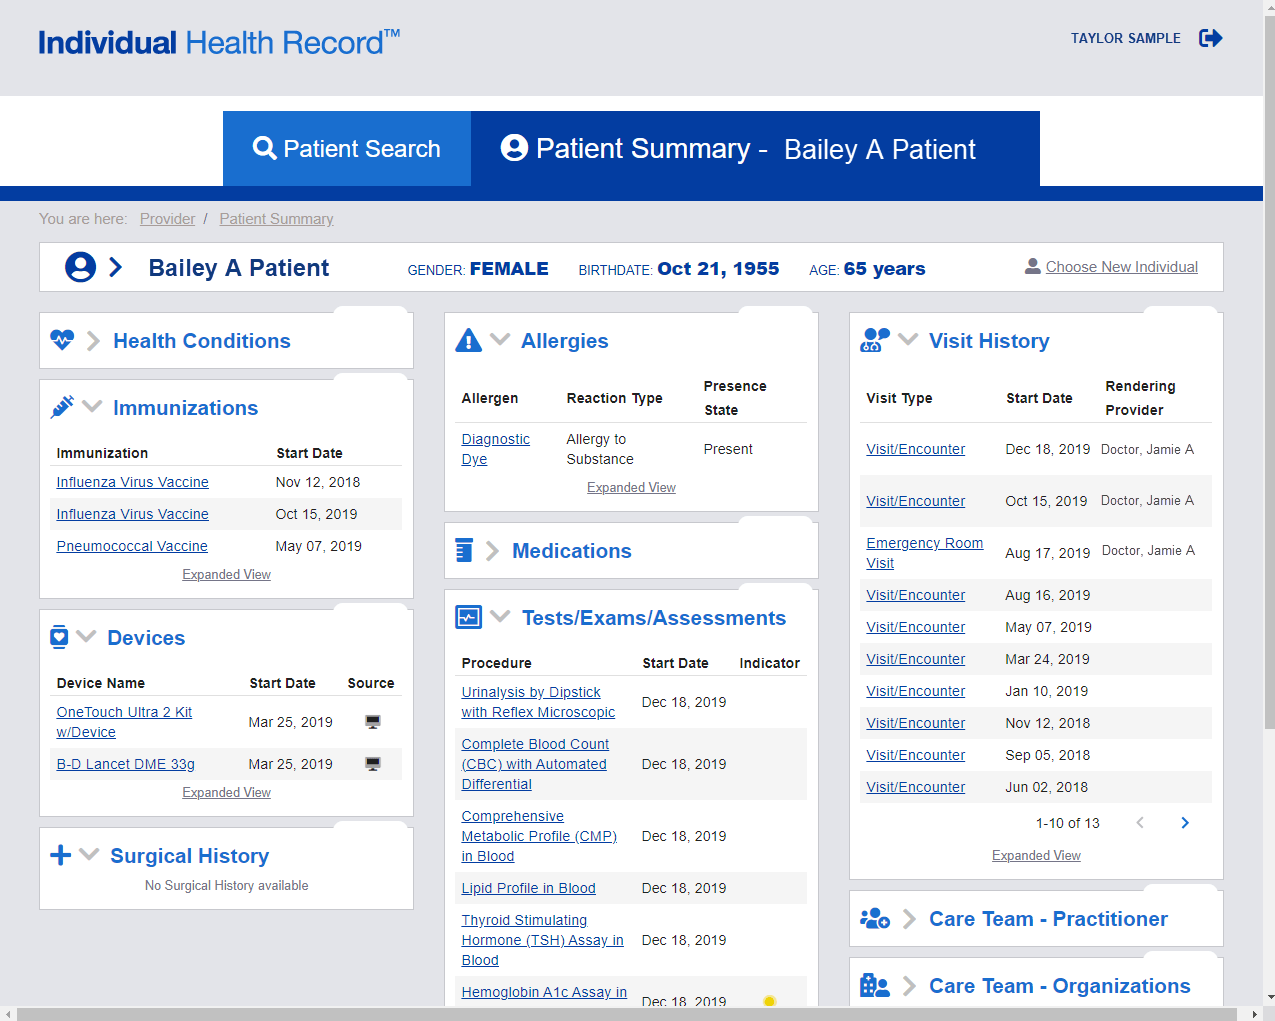 Individual Health Record™
TAYLOR SAMPLE
Patient Search
Patient Summary - Bailey A Patient
You are here: Provider / Patient Summary
Bailey A Patient GENDER: FEMALE BIRTHDATE: Oct 21, 1955 AGE: 65 years Choose New Individual
Health Conditions
Immunizations
Immunization Start Date
Influenza Virus Vaccine Nov 12, 2018
Influenza Virus Vaccine Oct 15, 2019
Pneumococcal Vaccine May 07, 2019
Expanded View
Devices
Device Name Start Date Source
OneTouch Ultra 2 Kit
w/Device Mar 25, 2019
B-D Lancet DME 33g Mar 25, 2019
Expanded View
Surgical History
No Surgical History available
Allergies
Allergen Reaction Type Presence
State
Diagnostic
Dye Allergy to
Substance Present
Expanded View
Medications
Tests/Exams/Assessments
Procedure Start Date Indicator
Urinalysis by Dipstick
with Reflex Microscopic Dec 18, 2019
Complete Blood Count
(CBC) with Automated
Differential Dec 18, 2019
Comprehensive
Metabolic Profile (CMP)
in Blood Dec 18, 2019
Lipid Profile in Blood Dec 18, 2019
Thyroid Stimulating
Hormone (TSH) Assay in
Blood Dec 18, 2019
Hemoglobin A1c Assay in
Dec 18, 2019
Visit History
Visit Type Start Date Rendering
Provider
Visit/Encounter Dec 18, 2019 Doctor, Jamie A
Visit/Encounter Oct 15, 2019 Doctor, Jamie A
Emergency Room
Visit Aug 17, 2019 Doctor, Jamie A
Visit/Encounter Aug 16, 2019
Visit/Encounter May 07, 2019
Visit/Encounter Mar 24, 2019
Visit/Encounter Jan 10, 2019
Visit/Encounter Nov 12, 2018
Visit/Encounter Sep 05, 2018
Visit/Encounter Jun 02, 2018
1-10 of 13
Expanded View
Care Team - Practitioner
Care Team - Organizations